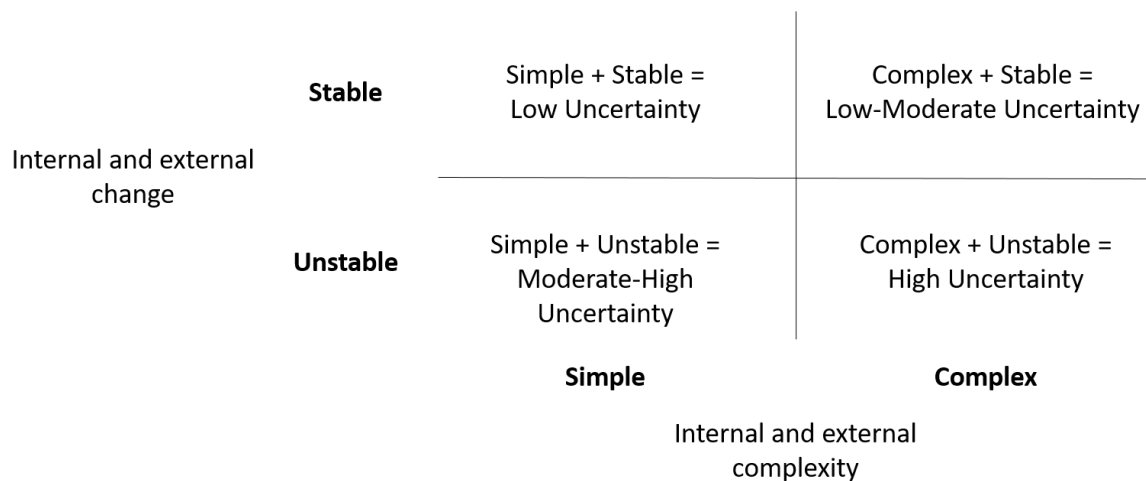 Stable
Simple + Stable =
Low Uncertainty
Complex + Stable =
Low-Moderate Uncertainty
Internal and external
change
Unstable
Simple + Unstable =
Moderate-High
Uncertainty
Complex + Unstable =
High Uncertainty
Simple
Complex
Internal and external
complexity